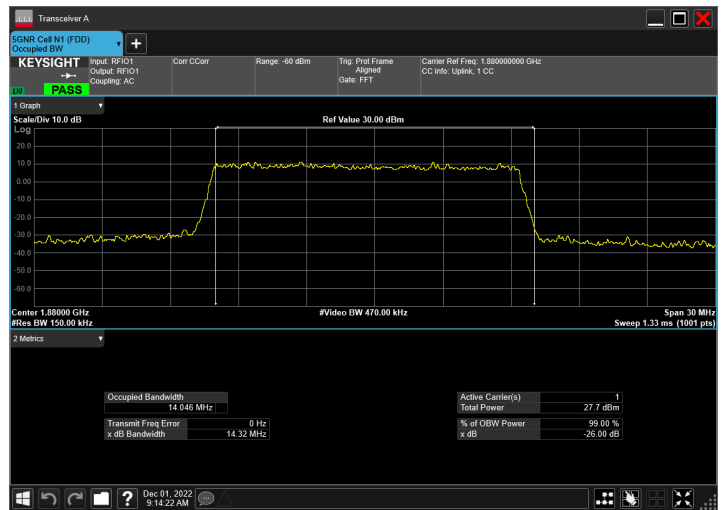 Transceiver A
5GNR Cell N1 (FDD)
Occupied BW
KEYSIGHT
LXI
PASS
Input: RFIO1
Output: RFIO1
Coupling: AC
Corr CCorr
Range: -60 dBm
Trig: Prot Frame
Aligned
Gate: FFT
Carrier Ref Freq: 1.880000000 GHz
CC Info: Uplink, 1 CC
1 Graph
Scale/Div 10.0 dB
Ref Value 30.00 dBm
Log
20.0
10.0
0.00
-10.0
-20.0
-30.0
-40.0
-50.0
-60.0
Center 1.88000 GHz
#Video BW 470.00 kHz
Span 30 MHz
#Res BW 150.00 kHz
Sweep 1.33 ms (1001 pts)
2 Metrics
Occupied Bandwidth
14.046 MHz
Transmit Freq Error 0 Hz
x dB Bandwidth 14.32 MHz
Active Carrier(s) 1
Total Power 27.7 dBm
% of OBW Power 99.00 %
x dB -26.00 dB
?
Dec 01, 2022
9:14:22 AM